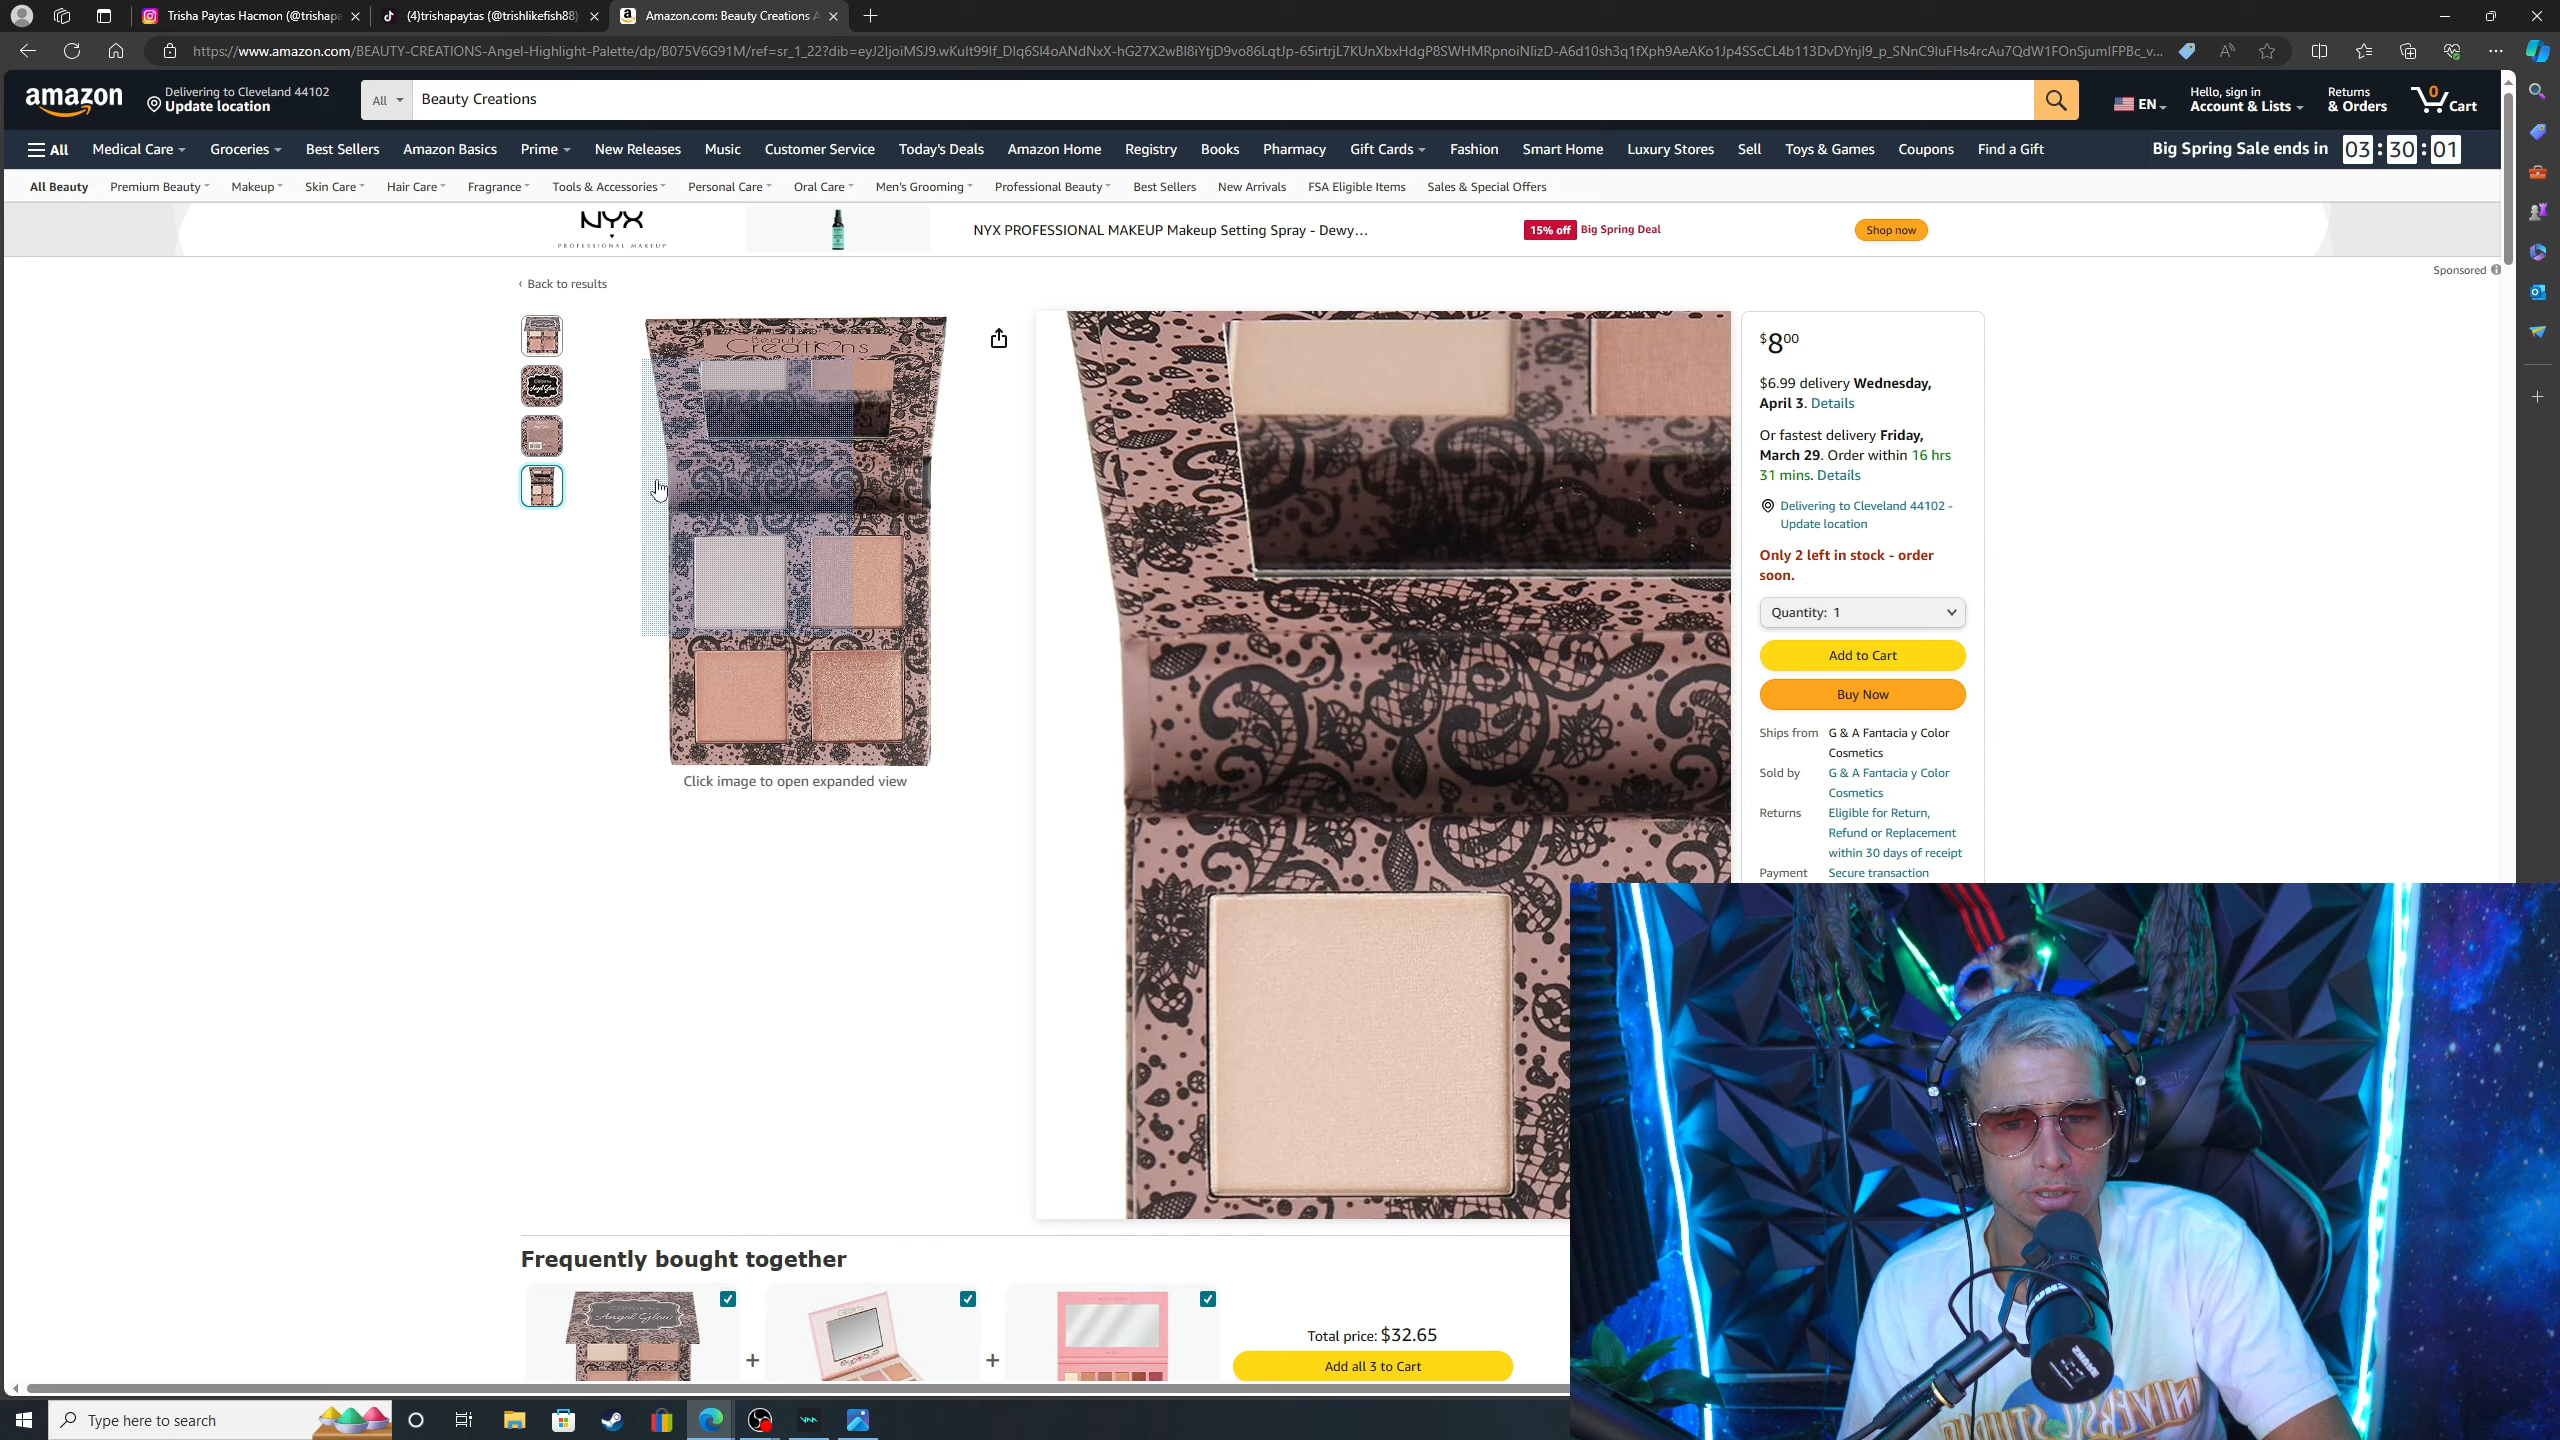 Trisha Paytas Hacmon (@trishapa
(4)trishapaytas (@trishlikefish88)
Amazon.com: Beauty Creations A
https://www.amazon.com/BEAUTY-CREATIONS-Angel-Highlight-Palette/dp/B075V6G91M/ref=sr_1_22?dib=
amazon
Delivering to Cleveland 44102
Update location
All
Beauty Creations
EN
Hello, sign in
Account & Lists
Returns
& Orders
0
Cart
All
Medical Care
Groceries
Best Sellers
Amazon Basics
Prime
New Releases
Music
Customer Service
Today's Deals
Amazon Home
Registry
Books
Pharmacy
Gift Cards
Fashion
Smart Home
Luxury Stores
Sell
Toys & Games
Coupons
Find a Gift
Big Spring Sale ends in 03 : 30 : 01
All Beauty
Premium Beauty
Makeup
Skin Care
Hair Care
Fragrance
Tools & Accessories
Personal Care
Oral Care
Men's Grooming
Professional Beauty
Best Sellers
New Arrivals
FSA Eligible Items
Sales & Special Offers
NYX
PROFESSIONAL MAKEUP
NYX PROFESSIONAL MAKEUP Makeup Setting Spray - Dewy...
15% off Big Spring Deal
Shop now
Sponsored
‹ Back to results
Beauty
Creations
Click image to open expanded view
$800
$6.99 delivery Wednesday,
April 3. Details
Or fastest delivery Friday,
March 29. Order within 16 hrs
31 mins. Details
Delivering to Cleveland 44102 -
Update location
Only 2 left in stock - order
soon.
Quantity: 1
Add to Cart
Buy Now
Ships from G & A Fantacia y Color
Cosmetics
Sold by G & A Fantacia y Color
Cosmetics
Returns Eligible for Return,
Refund or Replacement
within 30 days of receipt
Payment Secure transaction
Frequently bought together
Angel Glow
+
+
Total price: $32.65
Add all 3 to Cart
Type here to search